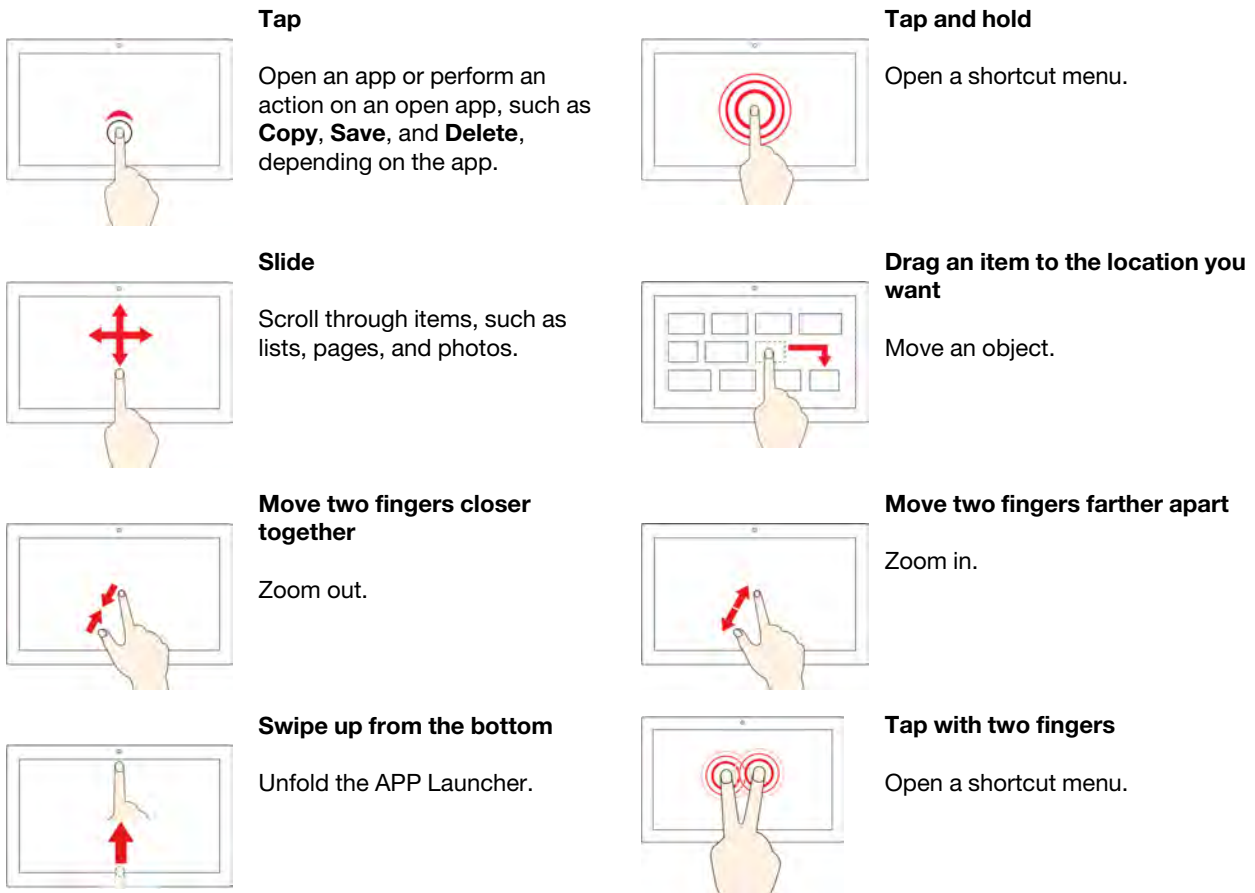 Tap
Open an app or perform an
action on an open app, such as
Copy, Save, and Delete,
depending on the app.
Tap and hold
Open a shortcut menu.
Slide
Scroll through items, such as
lists, pages, and photos.
Drag an item to the location you
want
Move an object.
Move two fingers closer
together
Zoom out.
Move two fingers farther apart
Zoom in.
Swipe up from the bottom
Unfold the APP Launcher.
Tap with two fingers
Open a shortcut menu.